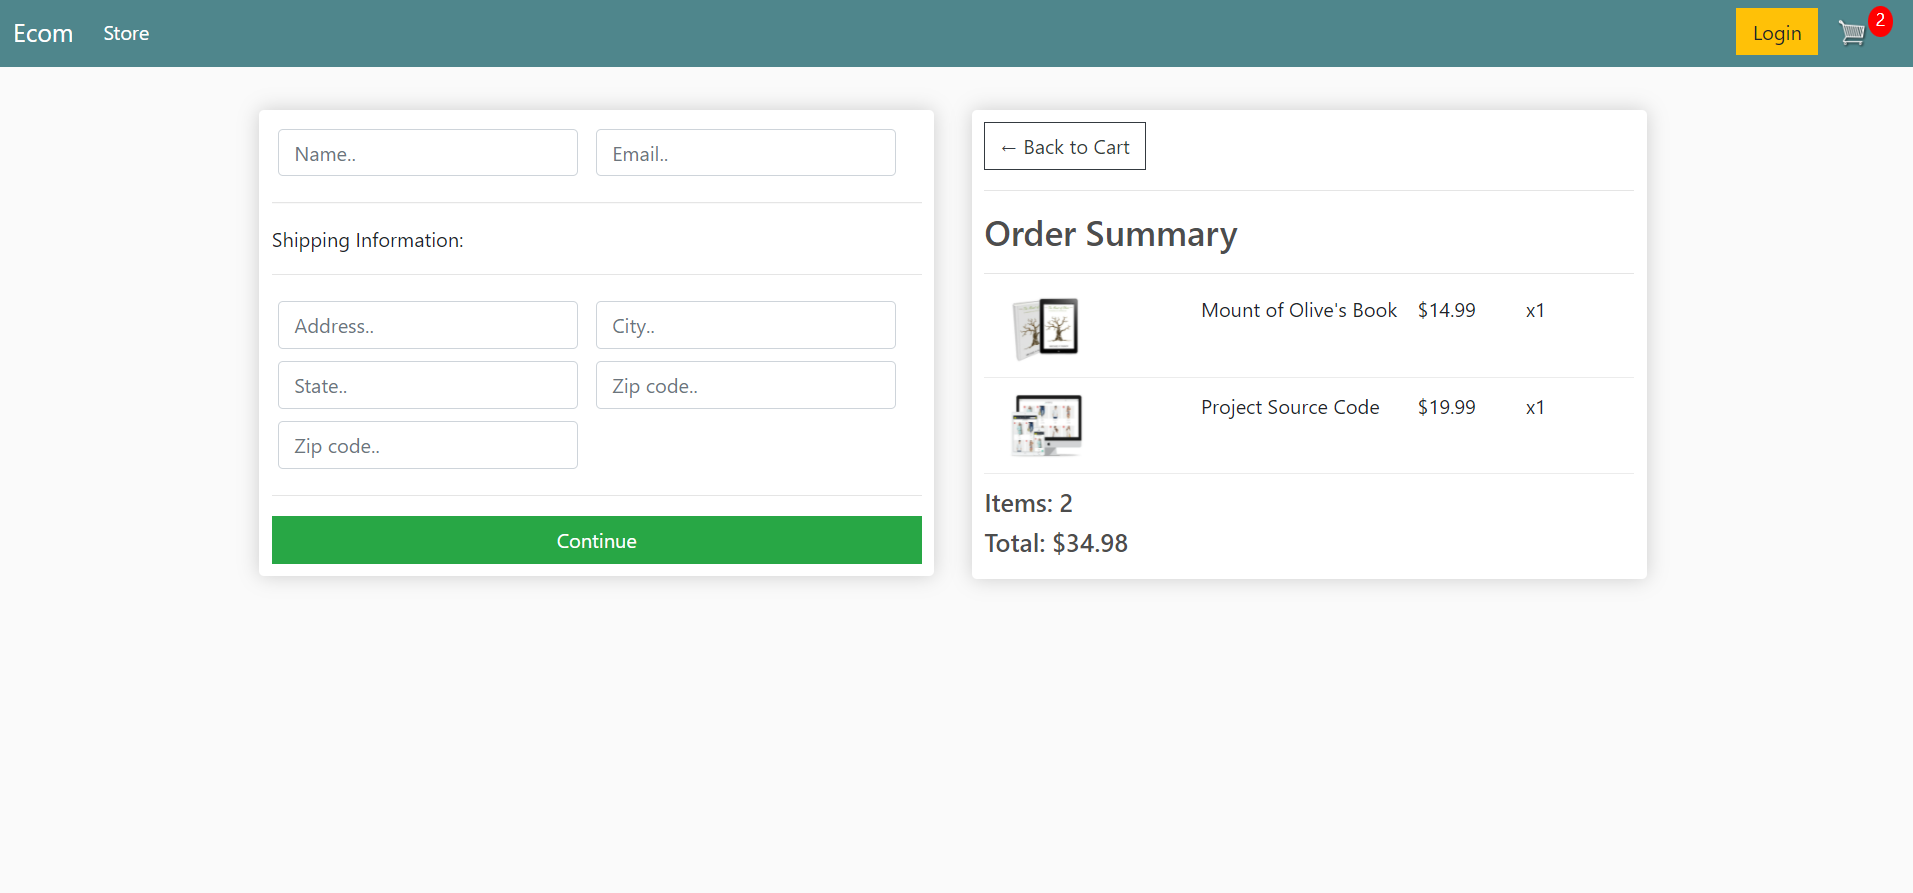 Ecom Store Login 2
Name.. Email..
Shipping Information:
Address.. City..
State.. Zip code..
Zip code..
Continue
← Back to Cart
Order Summary
Mount of Olive's Book $14.99 x1
Project Source Code $19.99 x1
Items: 2
Total: $34.98